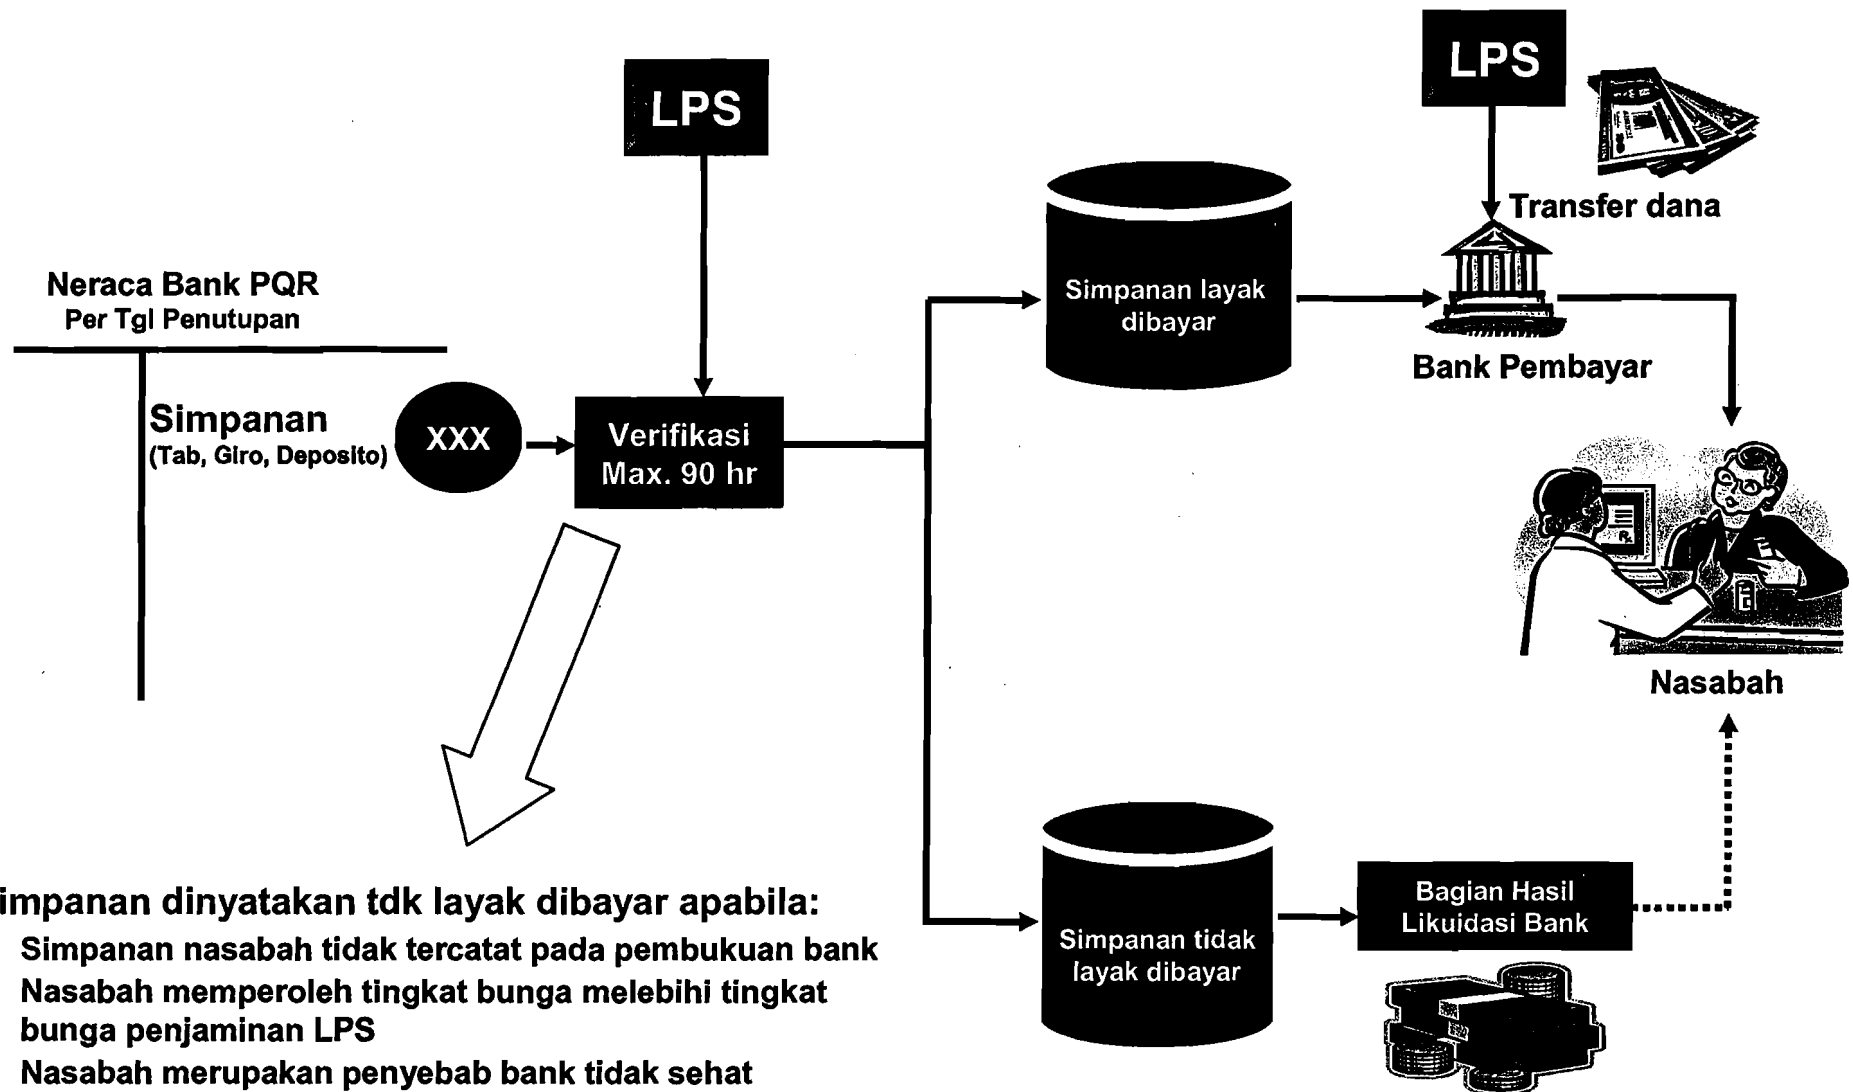 LPS
LPS
Transfer dana
Neraca Bank PQR
Per Tgl Penutupan
Simpanan layak
dibayar
Bank Pembayar
Simpanan
(Tab, Giro, Deposito)
XXX
Verifikasi
Max. 90 hr
Nasabah
impanan dinyatakan tdk layak dibayar apabila:
Simpanan nasabah tidak tercatat pada pembukuan bank
Nasabah memperoleh tingkat bunga melebihi tingkat
bunga penjaminan LPS
Nasabah merupakan penyebab bank tidak sehat
Simpanan tidak
layak dibayar
Bagian Hasil
Likuidasi Bank